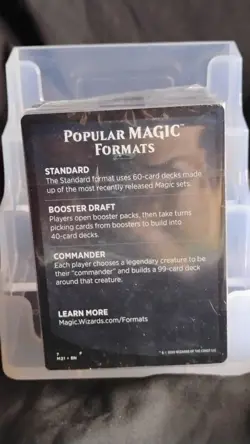 POPULAR MAGIC™
FORMATS
STANDARD
The Standard format uses 60-card decks made
up of the most recently released Magic sets.
BOOSTER DRAFT
Players open booster packs, then take turns
picking cards from boosters to build into
40-card decks.
COMMANDER
Each player chooses a legendary creature to be
their "commander" and builds a 99-card deck
around that creature.
LEARN MORE
Magic.Wizards.com/Formats
M21 • EN